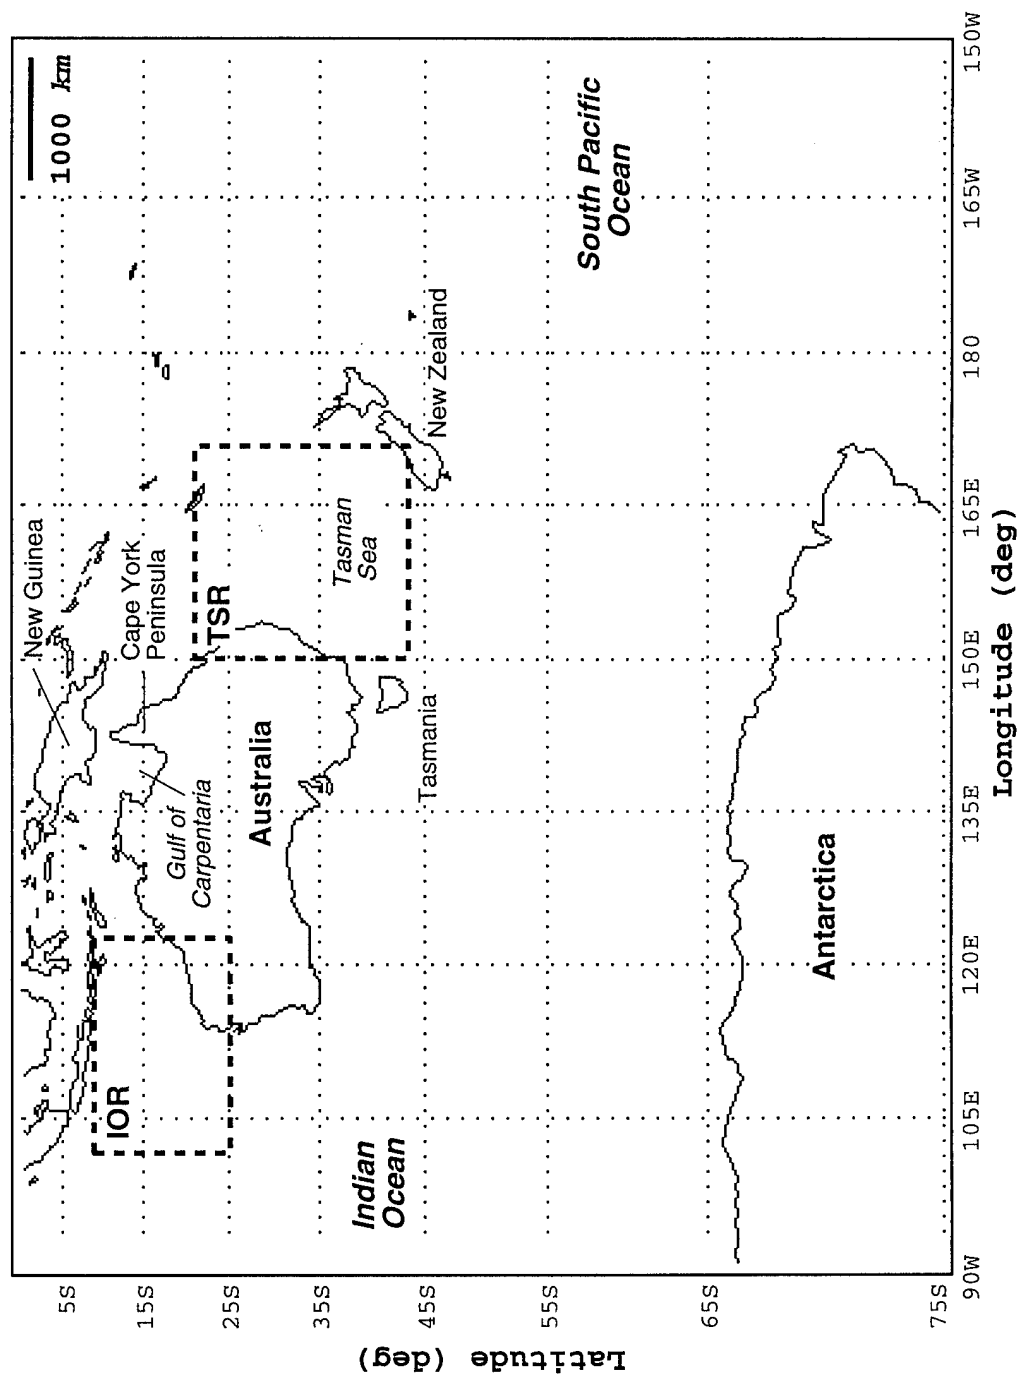 1000 km
New Guinea
Cape York
Peninsula
TSR
Tasman
Sea
New Zealand
South Pacific
Ocean
Gulf of
Carpentaria
Australia
Tasmania
IOR
Indian
Ocean
Antarctica
5S
15S
25S
35S
45S
55S
65S
75S
Latitude (deg)
90W
105E
120E
135E
150E
165E
180
165W
150W
Longitude (deg)